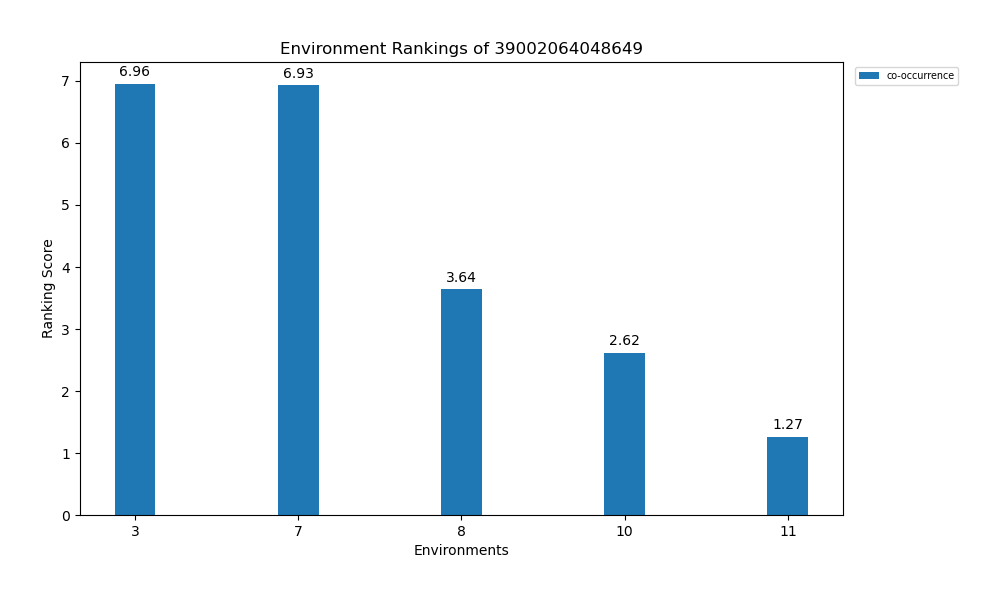 Environment Rankings of 39002064048649
co-occurrence
Ranking Score
7
6
5
4
3
2
1
0
6.96
6.93
3.64
2.62
1.27
3 7 8 10 11
Environments